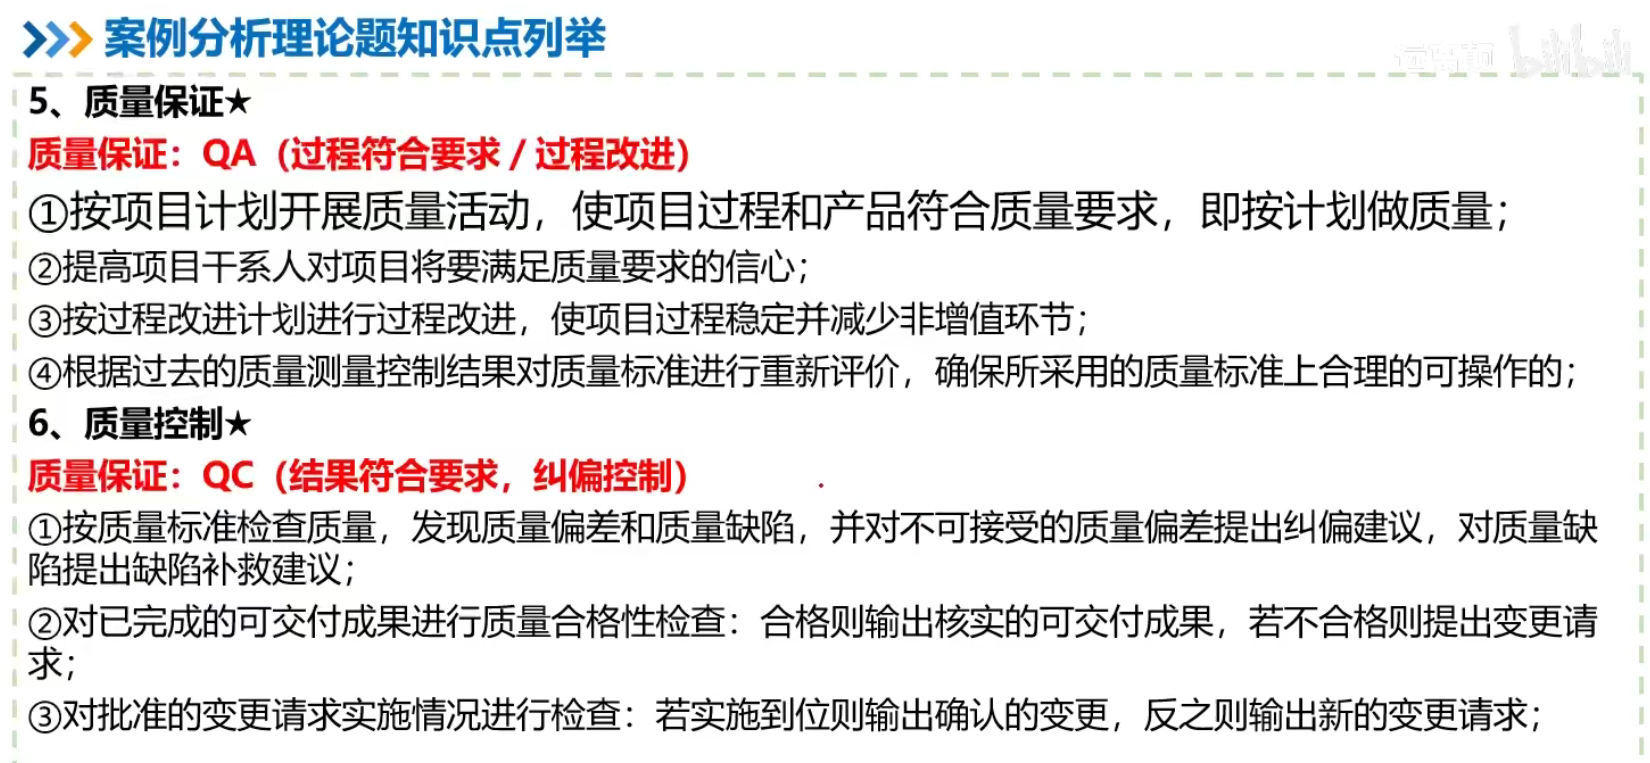 案例分析理论题知识点列举
bilibili
5、质量保证★
质量保证：QA（过程符合要求 / 过程改进）
①按项目计划开展质量活动，使项目过程和产品符合质量要求，即按计划做质量；
②提高项目干系人对项目将要满足质量要求的信心；
③按过程改进计划进行过程改进，使项目过程稳定并减少非增值环节；
④根据过去的质量测量控制结果对质量标准进行重新评价，确保所采用的质量标准上合理的可操作的；
6、质量控制★
质量保证：QC（结果符合要求，纠偏控制）
①按质量标准检查质量，发现质量偏差和质量缺陷，并对不可接受的质量偏差提出纠偏建议，对质量缺
陷提出缺陷补救建议；
②对已完成的可交付成果进行质量合格性检查：合格则输出核实的可交付成果，若不合格则提出变更请
求；
③对批准的变更请求实施情况进行检查：若实施到位则输出确认的变更，反之则输出新的变更请求；